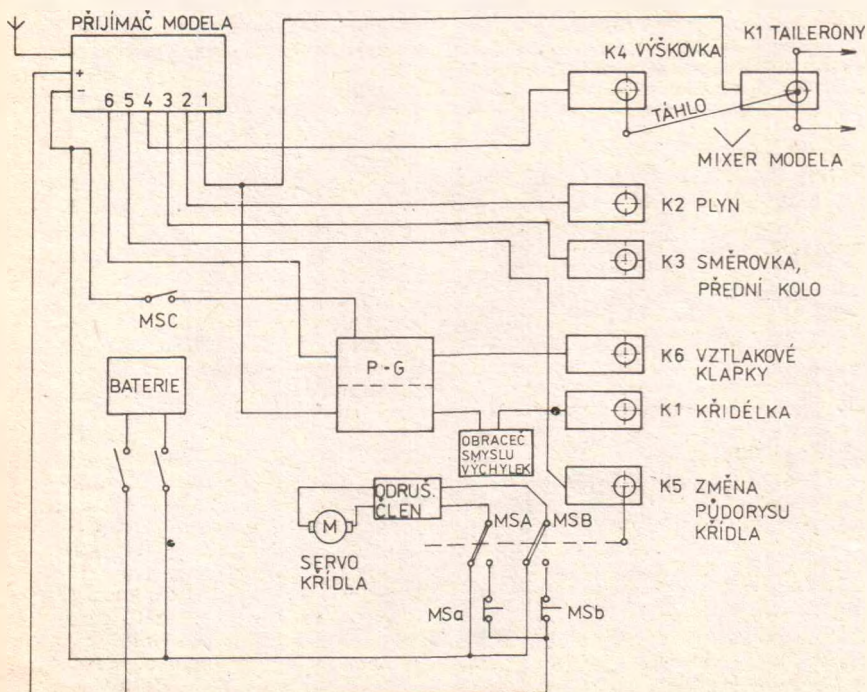 PŘIJÍMAČ MODELA
+
−
6 5 4 3 2 1
K4 VÝŠKOVKA
K1 TAILERONY
TÁHLO
MIXER MODELA
K2 PLYN
K3 SMĚROVKA,
PŘEDNÍ KOLO
MSC
P-G
K6 VZTLAKOVÉ
KLAPKY
BATERIE
K1 KŘIDÉLKA
OBRACEČ
SMYSLU
VÝCHYLEK
ODRUŠ.
ČLEN
K5 ZMĚNA
PŮDORYSU
KŘÍDLA
M
MSA
MSB
SERVO
KŘÍDLA
MSa
MSb